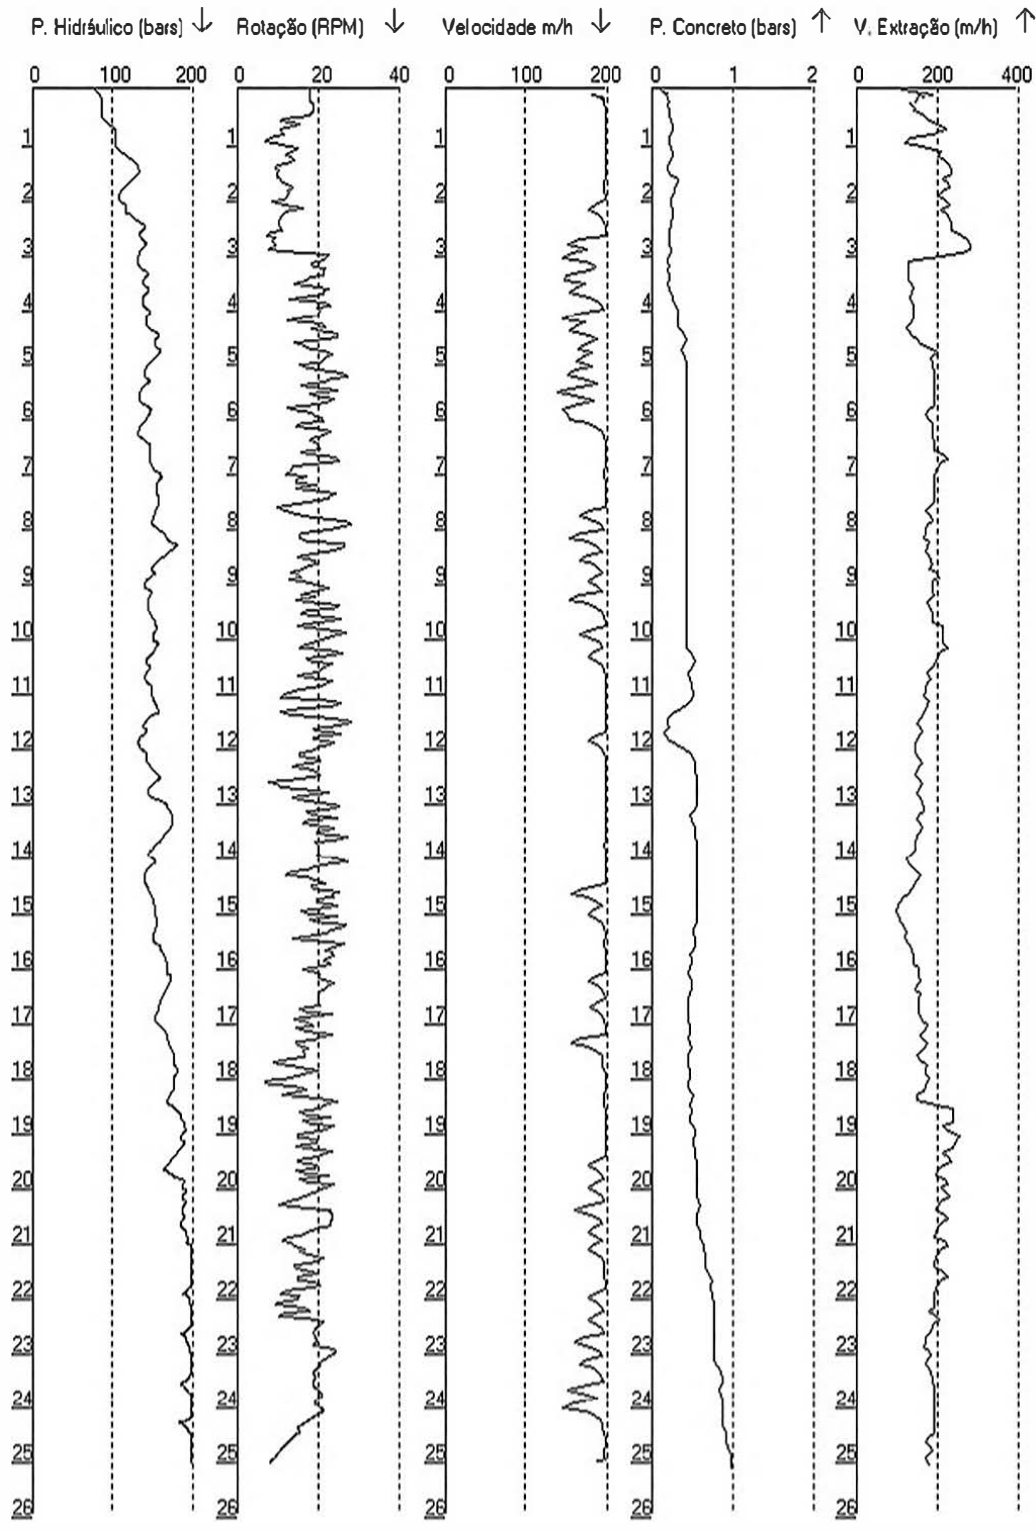 P. Hidráulico (bars) ↓ Rotação (RPM) ↓ Velocidade m/h ↓ P. Concreto (bars) ↑ V. Extração (m/h) ↑
0 100 200 0 20 40 0 100 200 0 1 2 0 200 400
1 1 1 1 1
2 2 2 2 2
3 3 3 3 3
4 4 4 4 4
5 5 5 5 5
6 6 6 6 6
7 7 7 7 7
8 8 8 8 8
9 9 9 9 9
10 10 10 10 10
11 11 11 11 11
12 12 12 12 12
13 13 13 13 13
14 14 14 14 14
15 15 15 15 15
16 16 16 16 16
17 17 17 17 17
18 18 18 18 18
19 19 19 19 19
20 20 20 20 20
21 21 21 21 21
22 22 22 22 22
23 23 23 23 23
24 24 24 24 24
25 25 25 25 25
26 26 26 26 26